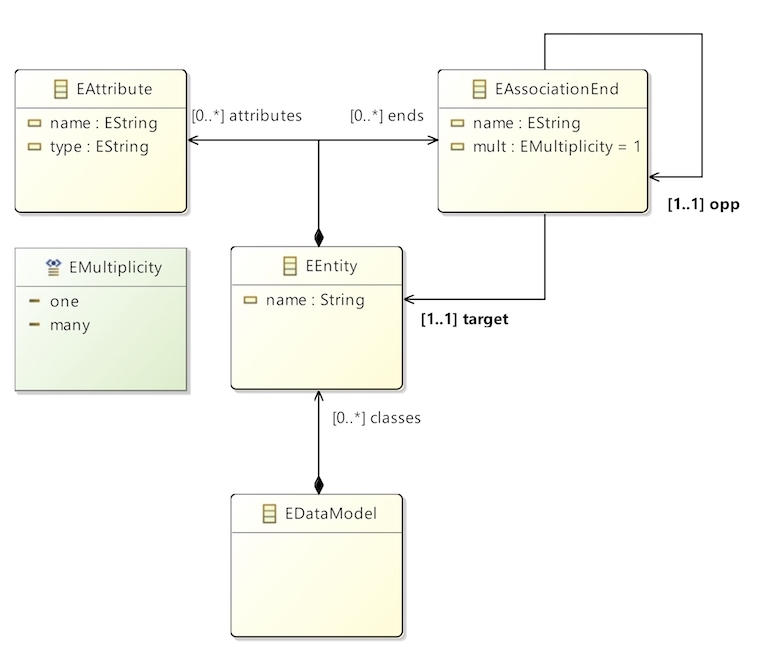 EAttribute
name : EString
type : EString
[0..*] attributes
[0..*] ends
EAssociationEnd
name : EString
mult : EMultiplicity = 1
[1..1] opp
EMultiplicity
one
many
EEntity
name : String
[1..1] target
[0..*] classes
EDataModel